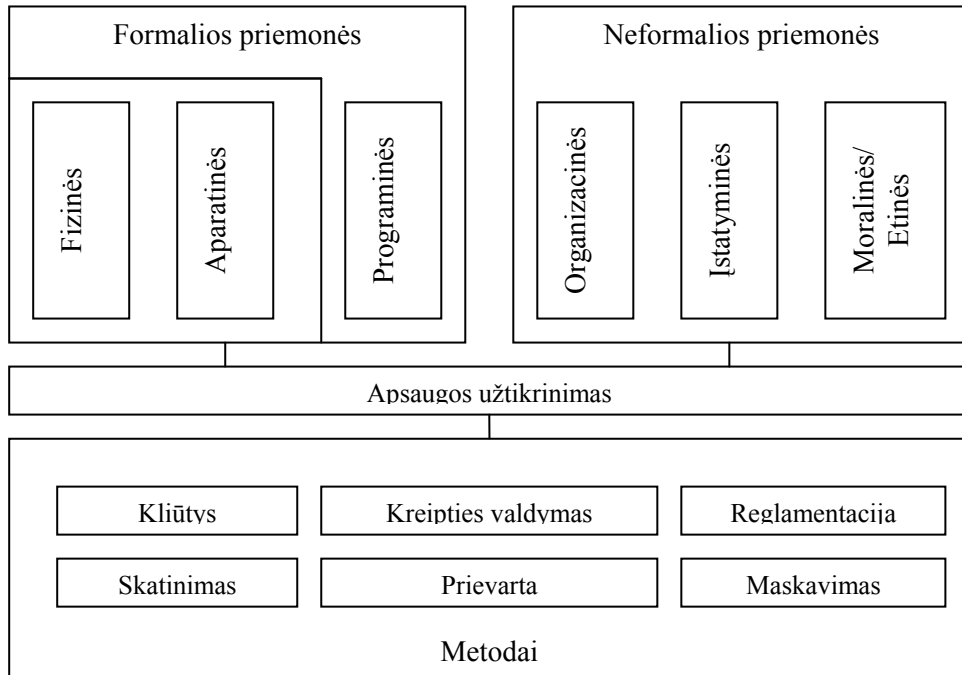 Formalios priemonės
Fizinės
Aparatinės
Programinės
Neformalios priemonės
Organizacinės
Įstatyminės
Moralinės/
Etinės
Apsaugos užtikrinimas
Kliūtys
Kreipties valdymas
Reglamentacija
Skatinimas
Prievarta
Maskavimas
Metodai